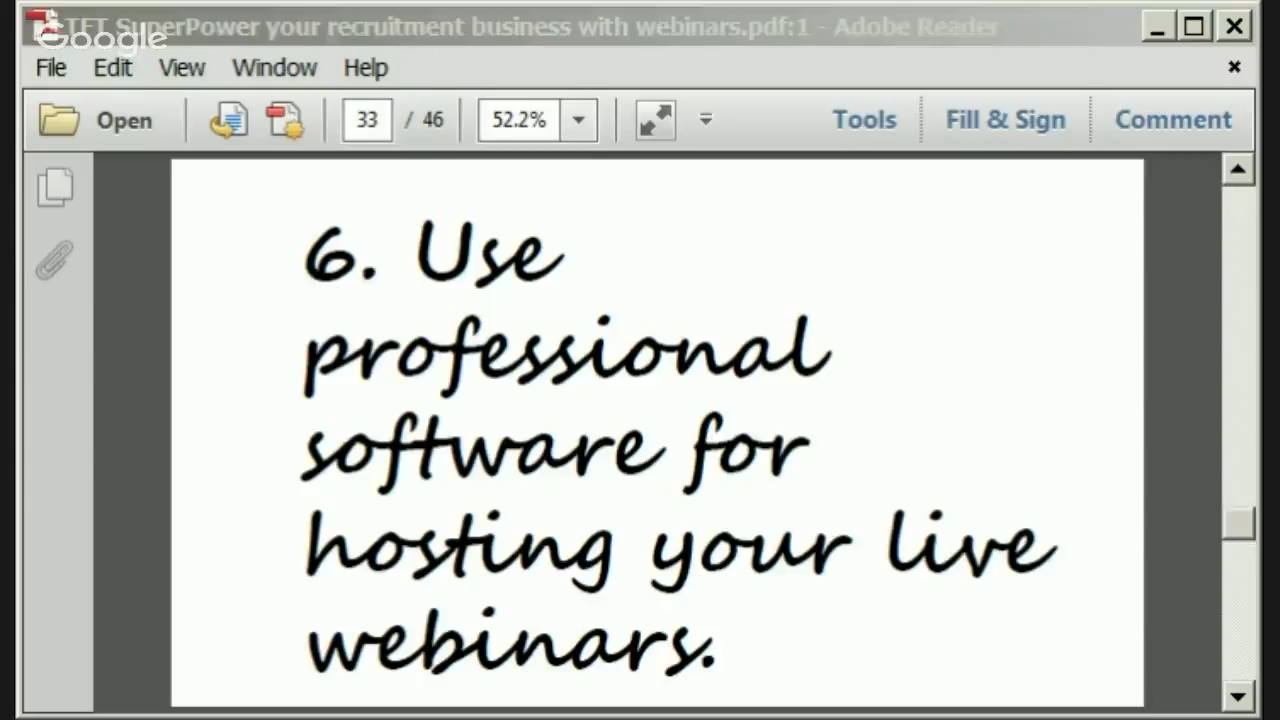 TFT SuperPower your recruitment business with webinars.pdf:1 - Adobe Reader
Google
File Edit View Window Help
Open 33 / 46 52.2% Tools Fill & Sign Comment
6. Use
professional
software for
hosting your live
webinars.